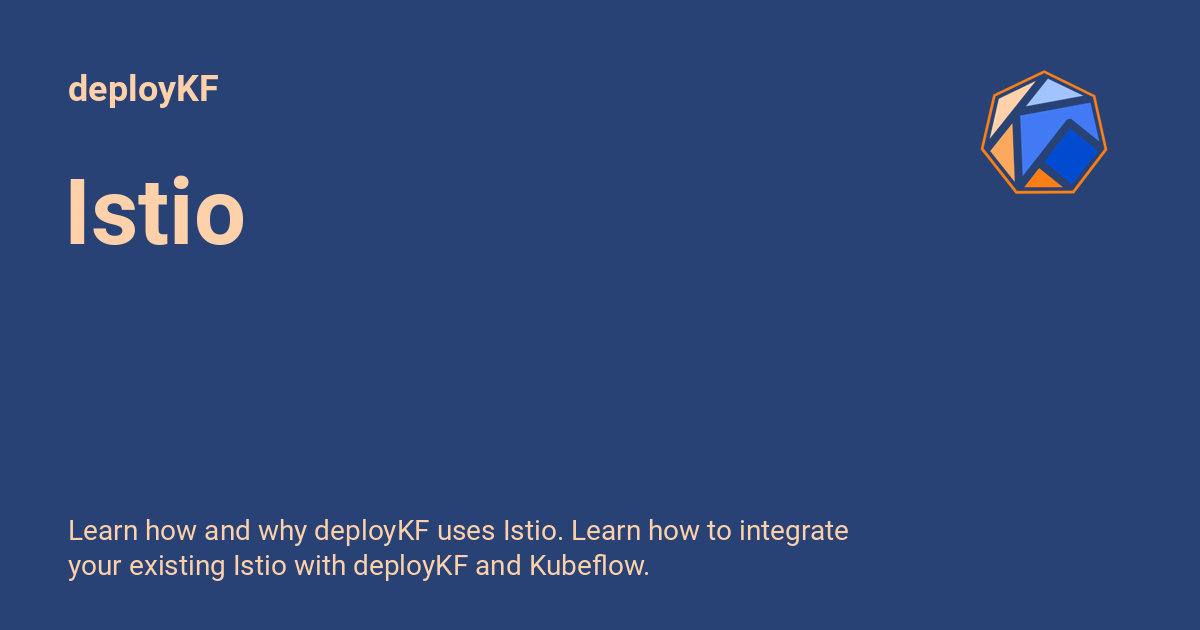 deployKF
Istio
Learn how and why deployKF uses Istio. Learn how to integrate
your existing Istio with deployKF and Kubeflow.